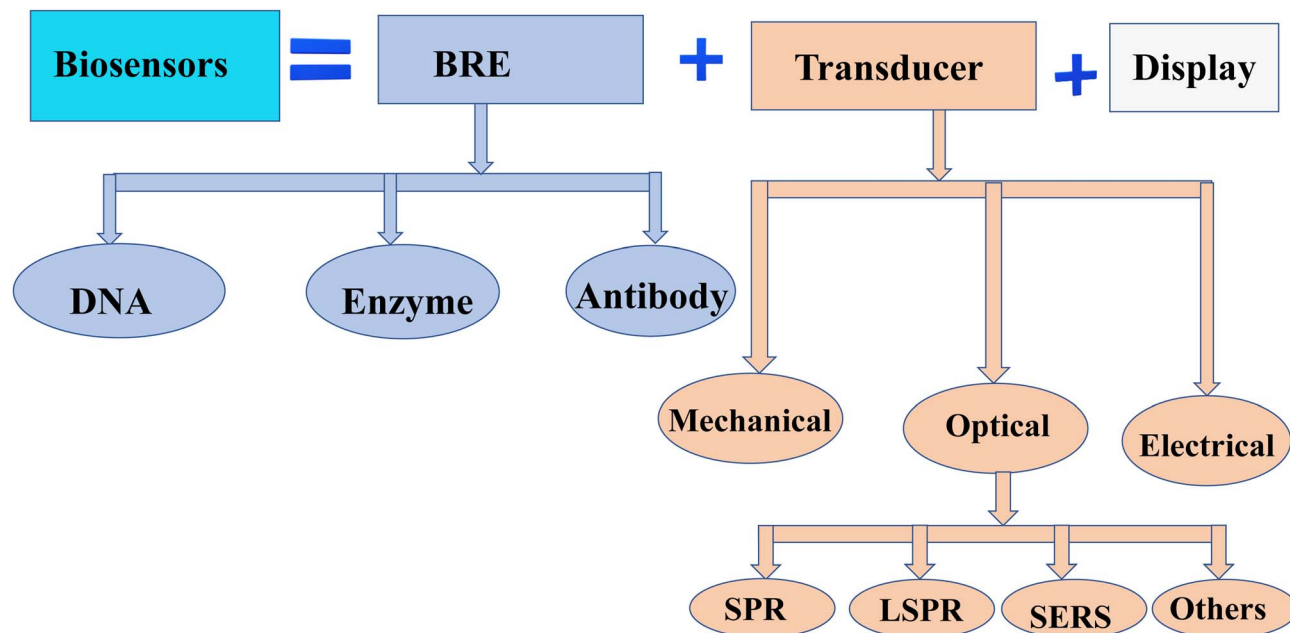 Biosensors = BRE + Transducer + Display
DNA
Enzyme
Antibody
Mechanical
Optical
Electrical
SPR
LSPR
SERS
Others